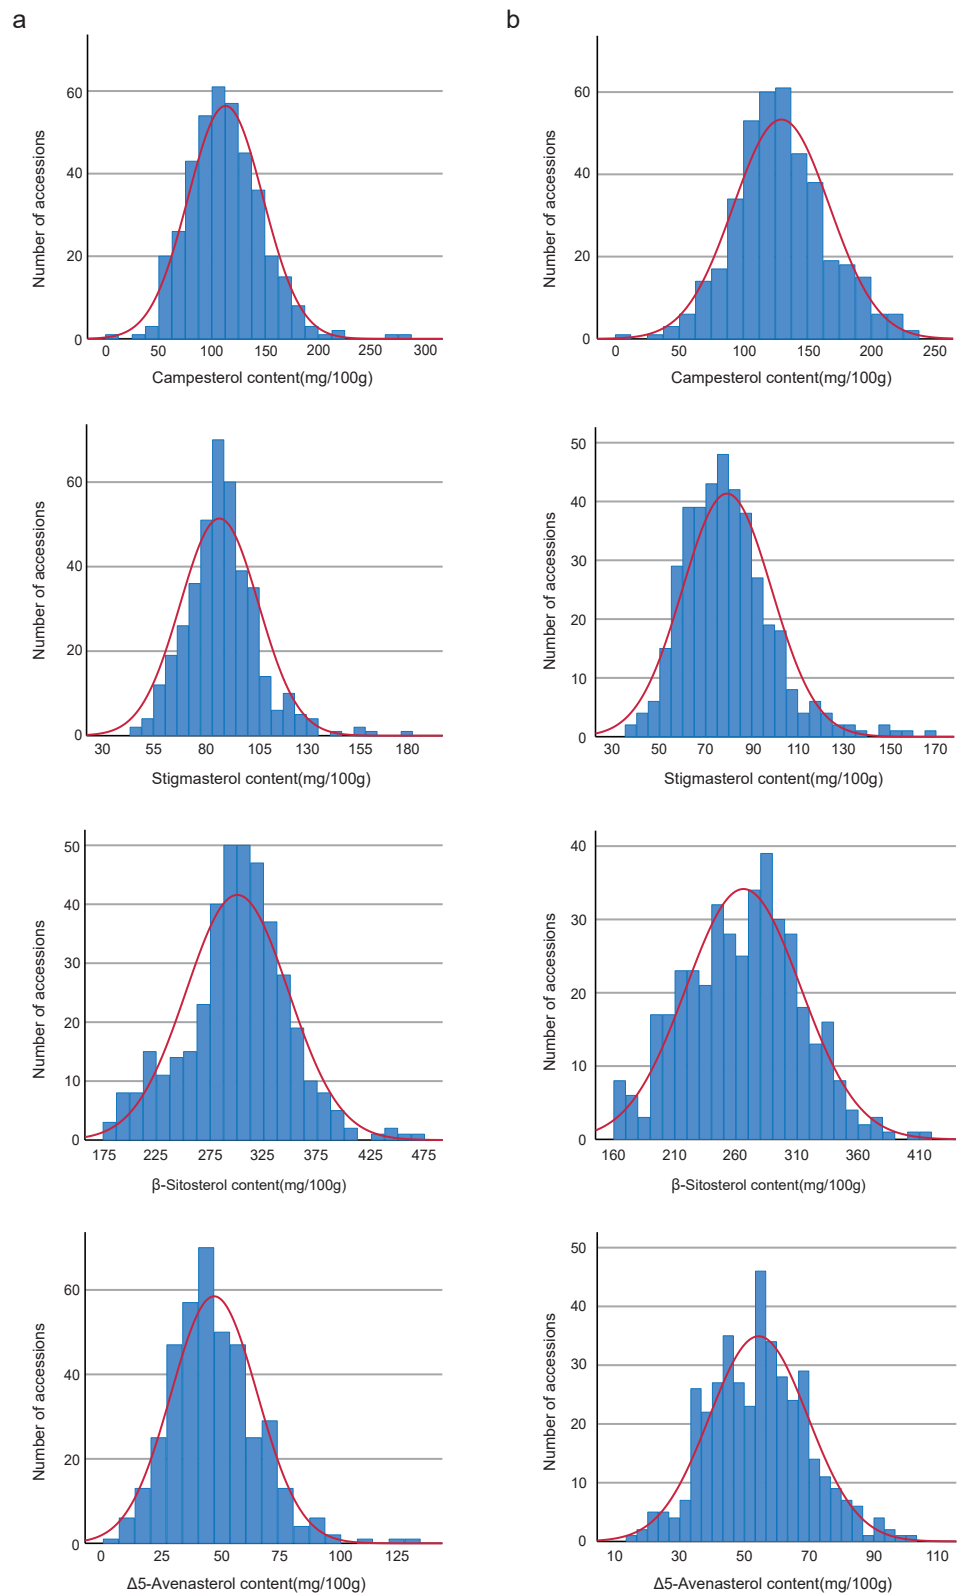 a
b
60
40
20
0
Number of accessions
0 50 100 150 200 250 300
Campesterol content(mg/100g)
60
40
20
0
Number of accessions
0 50 100 150 200 250
Campesterol content(mg/100g)
60
40
20
0
Number of accessions
30 55 80 105 130 155 180
Stigmasterol content(mg/100g)
50
40
30
20
10
0
Number of accessions
30 50 70 90 110 130 150 170
Stigmasterol content(mg/100g)
50
40
30
20
10
0
Number of accessions
175 225 275 325 375 425 475
β-Sitosterol content(mg/100g)
40
30
20
10
0
Number of accessions
160 210 260 310 360 410
β-Sitosterol content(mg/100g)
60
40
20
0
Number of accessions
0 25 50 75 100 125
Δ5-Avenasterol content(mg/100g)
50
40
30
20
10
0
Number of accessions
10 30 50 70 90 110
Δ5-Avenasterol content(mg/100g)